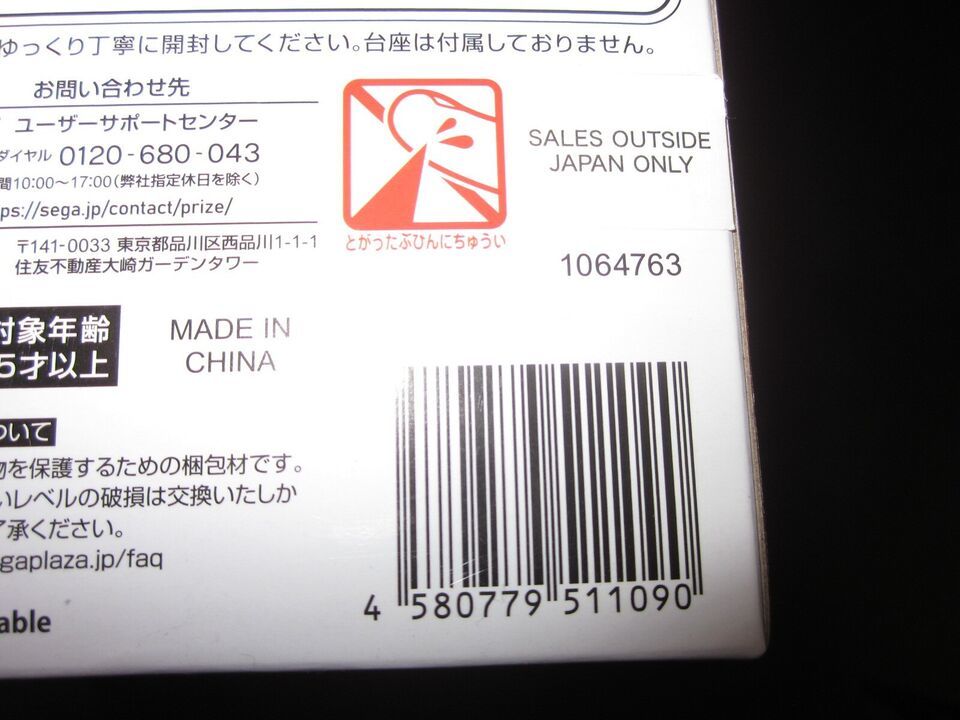 ゆっくり丁寧に開封してください。台座は付属しておりません。
お問い合わせ先
ユーザーサポートセンター
ダイヤル 0120-680-043
間10:00～17:00(弊社指定休日を除く)
ps://sega.jp/contact/prize/
〒141-0033 東京都品川区西品川1-1-1
住友不動産大崎ガーデンタワー
とがったぶひんにちゅうい
SALES OUTSIDE
JAPAN ONLY
1064763
対象年齢
5才以上
MADE IN
CHINA
ついて
物を保護するための梱包材です。
いレベルの破損は交換いたしか
了承ください。
gaplaza.jp/faq
able
4 580779 511090